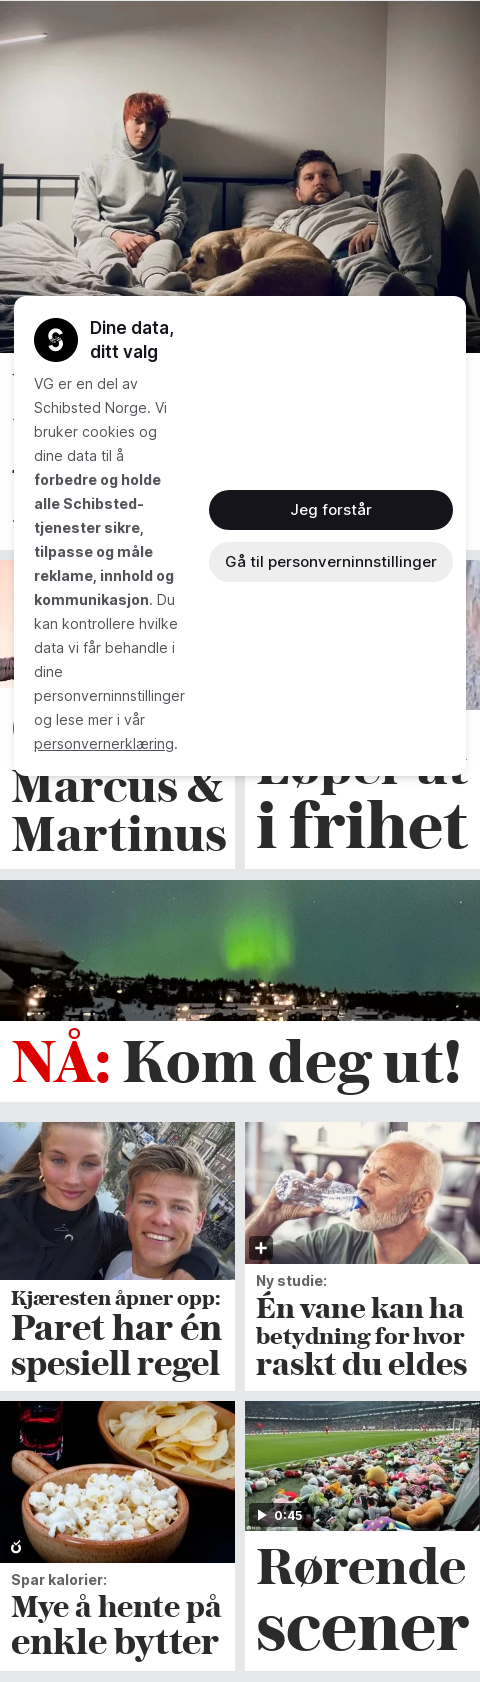 Dine data,
ditt valg
VG er en del av
Schibsted Norge. Vi
bruker cookies og
dine data til å
forbedre og holde
alle Schibsted-
tjenester sikre,
tilpasse og måle
reklame, innhold og
kommunikasjon. Du
kan kontrollere hvilke
data vi får behandle i
dine
personverninnstillinger
og lese mer i vår
personvernerklæring.
Jeg forstår
Gå til personverninnstillinger
Marcus &
Martinus
Løper ut
i frihet
NÅ: Kom deg ut!
Kjæresten åpner opp:
Paret har én
spesiell regel
Ny studie:
Én vane kan ha
betydning for hvor
raskt du eldes
Spar kalorier:
Mye å hente på
enkle bytter
0:45
Rørende
scener